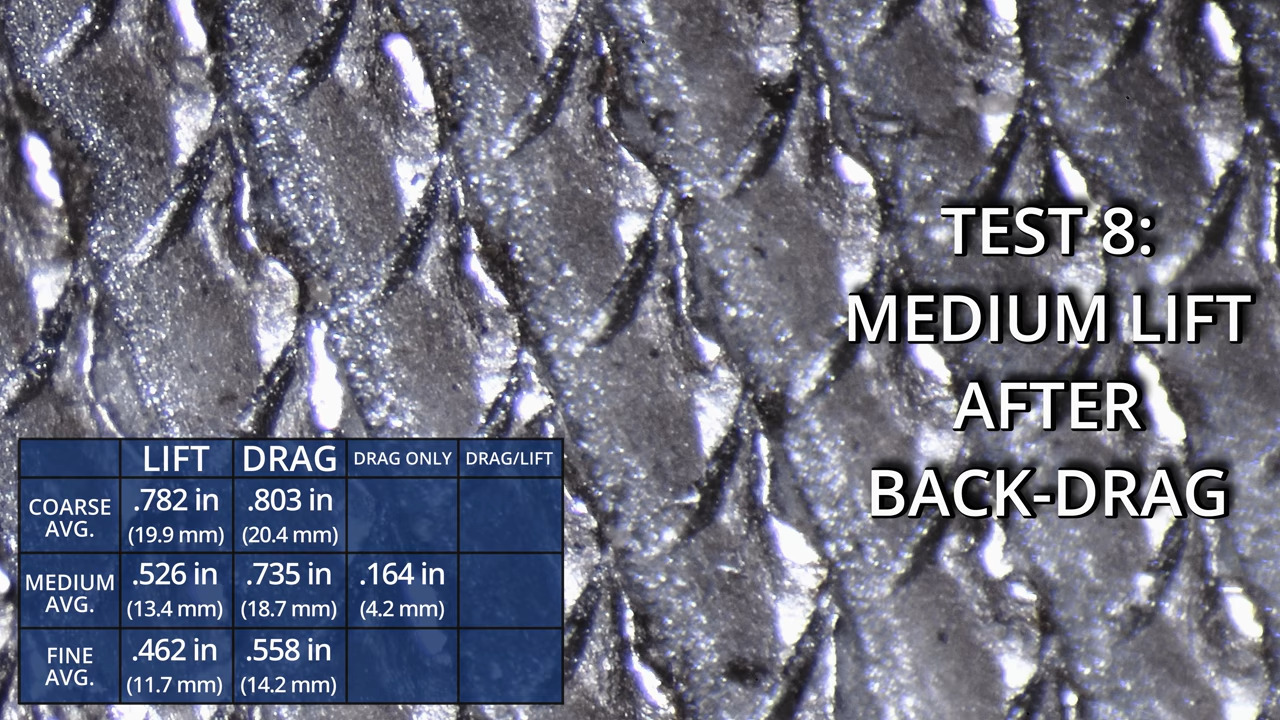 TEST 8:
MEDIUM LIFT
AFTER
BACK-DRAG
LIFT DRAG DRAG ONLY DRAG/LIFT
COARSE AVG. .782 in (19.9 mm) .803 in (20.4 mm)
MEDIUM AVG. .526 in (13.4 mm) .735 in (18.7 mm) .164 in (4.2 mm)
FINE AVG. .462 in (11.7 mm) .558 in (14.2 mm)